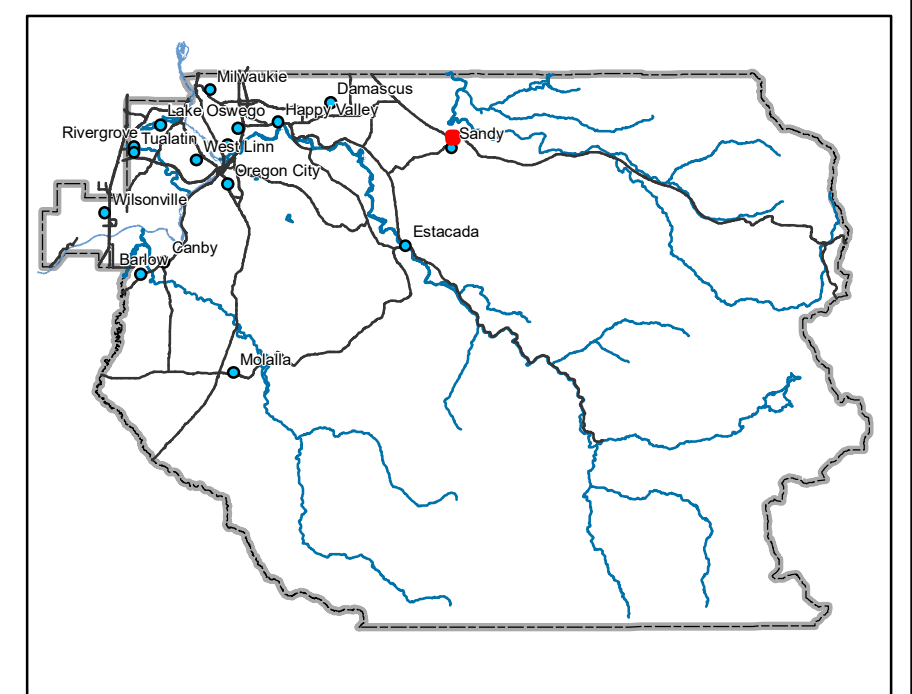 Milwaukie
Damascus
Lake Oswego
Happy Valley
Rivergrove
Tualatin
Sandy
West Linn
Oregon City
Wilsonville
Estacada
Canby
Barlow
Molalla